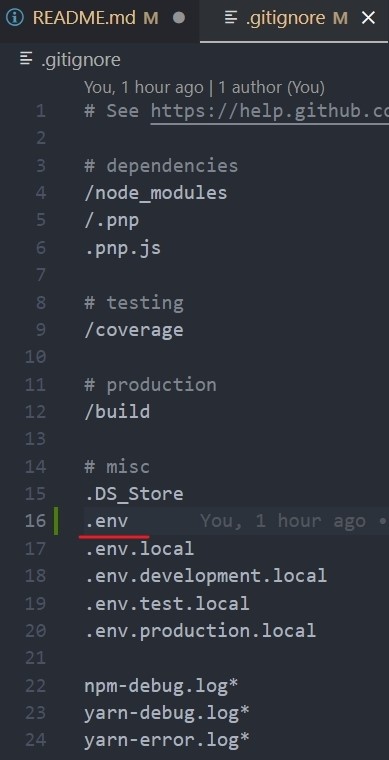 README.md M
.gitignore M
.gitignore
You, 1 hour ago | 1 author (You)
1 # See https://help.github.co
2
3 # dependencies
4 /node_modules
5 /.pnp
6 .pnp.js
7
8 # testing
9 /coverage
10
11 # production
12 /build
13
14 # misc
15 .DS_Store
16 .env You, 1 hour ago •
17 .env.local
18 .env.development.local
19 .env.test.local
20 .env.production.local
21
22 npm-debug.log*
23 yarn-debug.log*
24 yarn-error.log*